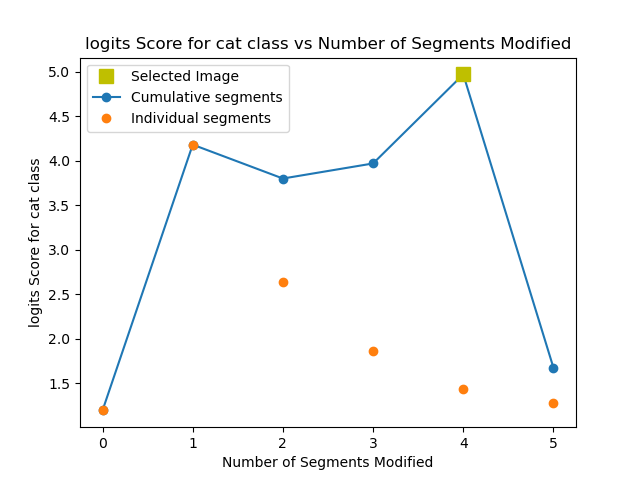 logits Score for cat class vs Number of Segments Modified
Selected Image
Cumulative segments
Individual segments
5.0
4.5
4.0
3.5
3.0
2.5
2.0
1.5
logits Score for cat class
0 1 2 3 4 5
Number of Segments Modified